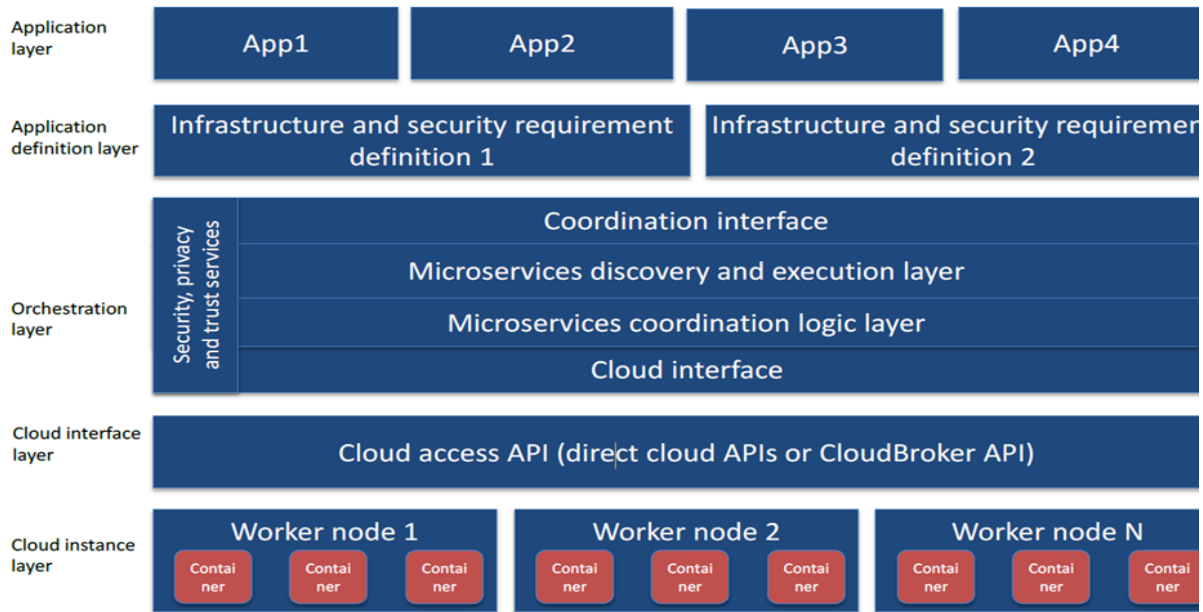 Application
layer
App1
App2
App3
App4
Application
definition layer
Infrastructure and security requirement
definition 1
Infrastructure and security requiremen
definition 2
Orchestration
layer
Security, privacy
and trust services
Coordination interface
Microservices discovery and execution layer
Microservices coordination logic layer
Cloud interface
Cloud interface
layer
Cloud access API (direct cloud APIs or CloudBroker API)
Cloud instance
layer
Worker node 1
Contai
ner
Contai
ner
Contai
ner
Worker node 2
Contai
ner
Contai
ner
Contai
ner
Worker node N
Contai
ner
Contai
ner
Contai
ner